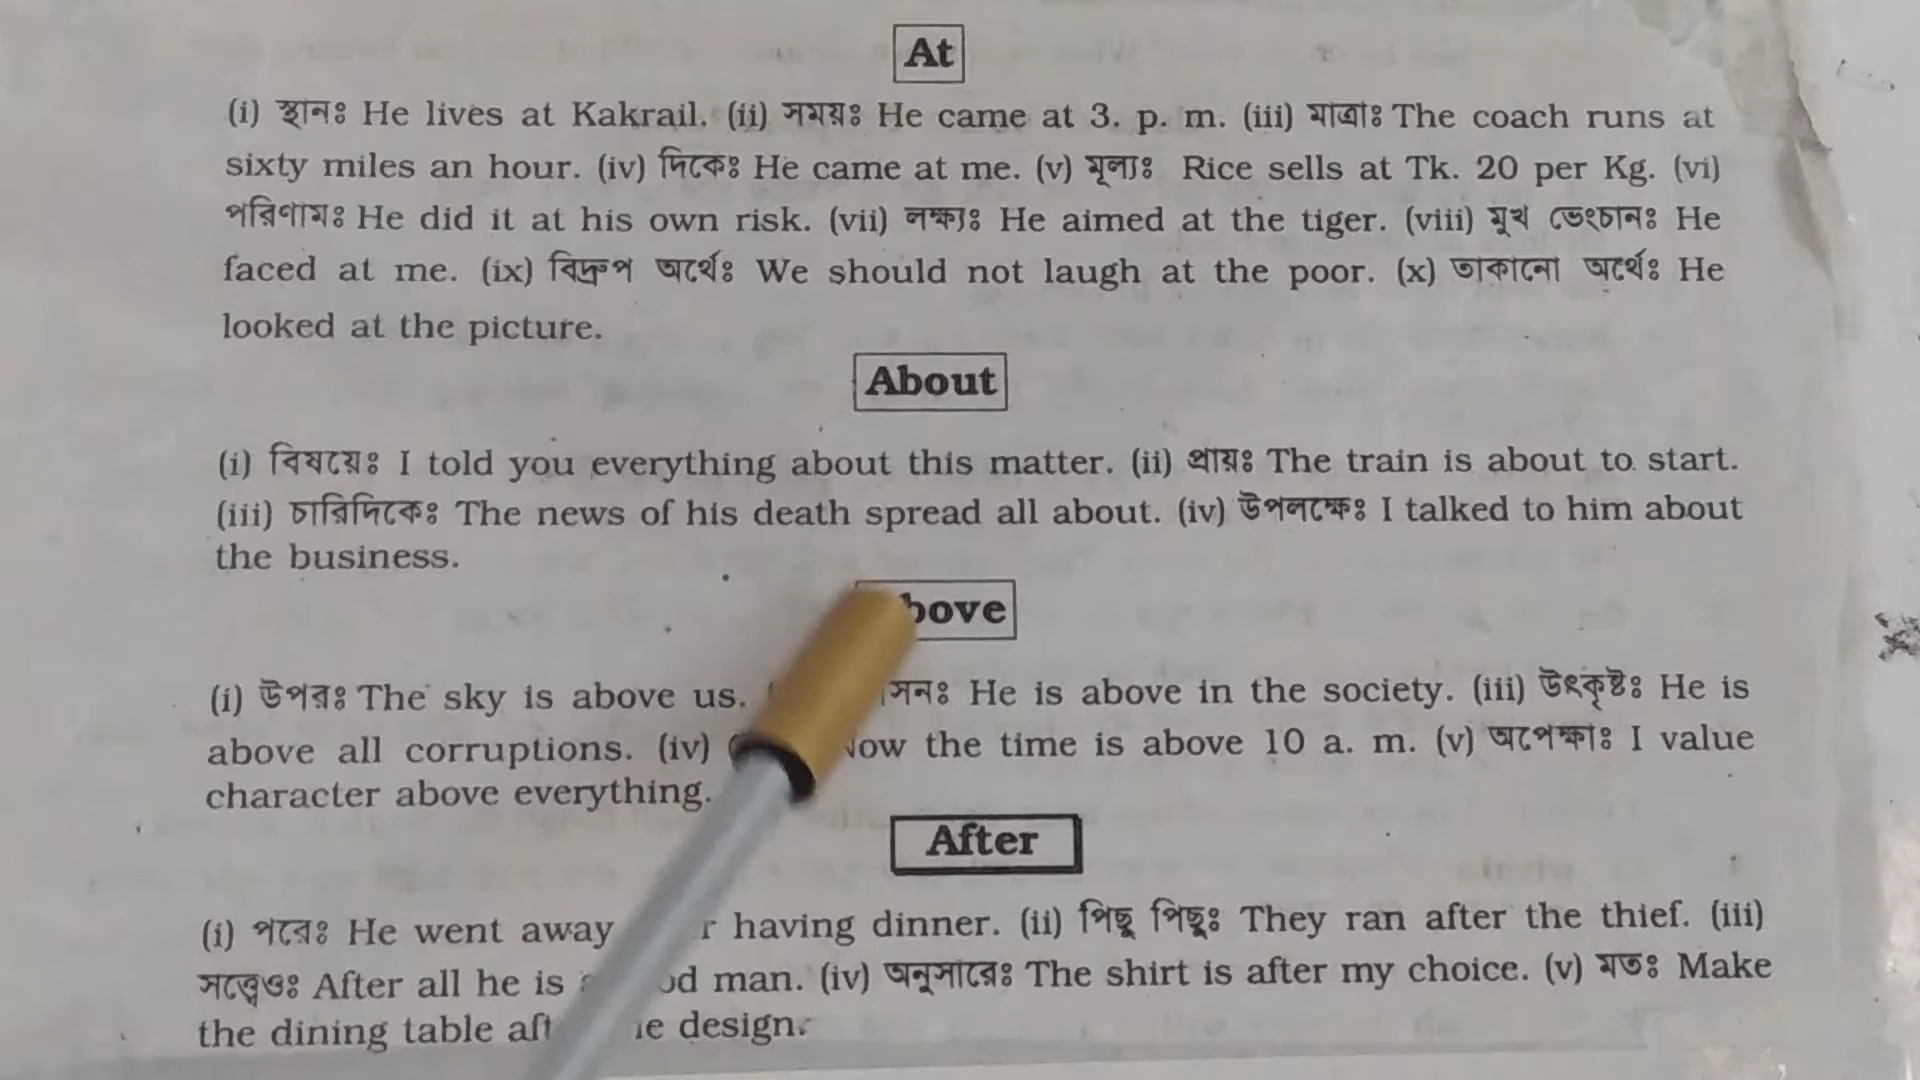 At
(i) স্থানঃ He lives at Kakrail. (ii) সময়ঃ He came at 3. p. m. (iii) মাত্রাঃ The coach runs at
sixty miles an hour. (iv) দিকেঃ He came at me. (v) মূল্যঃ Rice sells at Tk. 20 per Kg. (vi)
পরিণামঃ He did it at his own risk. (vii) লক্ষ্যঃ He aimed at the tiger. (viii) মুখ ভেংচানঃ He
faced at me. (ix) বিদ্রুপ অর্থেঃ We should not laugh at the poor. (x) তাকানো অর্থেঃ He
looked at the picture.
About
(i) বিষয়েঃ I told you everything about this matter. (ii) প্রায়ঃ The train is about to start.
(iii) চারিদিকেঃ The news of his death spread all about. (iv) উপলক্ষেঃ I talked to him about
the business.
bove
(i) উপরঃ The sky is above us. He is above in the society. (iii) উৎকৃষ্টঃ He is
above all corruptions. (iv) the time is above 10 a. m. (v) অপেক্ষাঃ I value
character above everything.
After
(i) পরেঃ He went away having dinner. (ii) পিছু পিছুঃ They ran after the thief. (iii)
সত্ত্বেওঃ After all he is man. (iv) অনুসারেঃ The shirt is after my choice. (v) মতঃ Make
the dining table design.